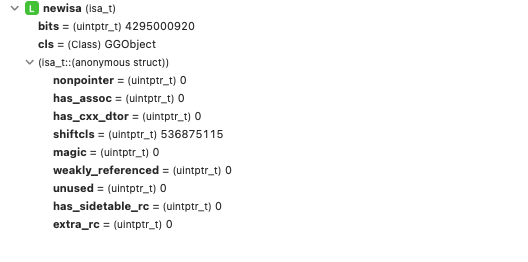 L newisa (isa_t)
bits = (uintptr_t) 4295000920
cls = (Class) GGObject
(isa_t::(anonymous struct))
nonpointer = (uintptr_t) 0
has_assoc = (uintptr_t) 0
has_cxx_dtor = (uintptr_t) 0
shiftcls = (uintptr_t) 536875115
magic = (uintptr_t) 0
weakly_referenced = (uintptr_t) 0
unused = (uintptr_t) 0
has_sidetable_rc = (uintptr_t) 0
extra_rc = (uintptr_t) 0